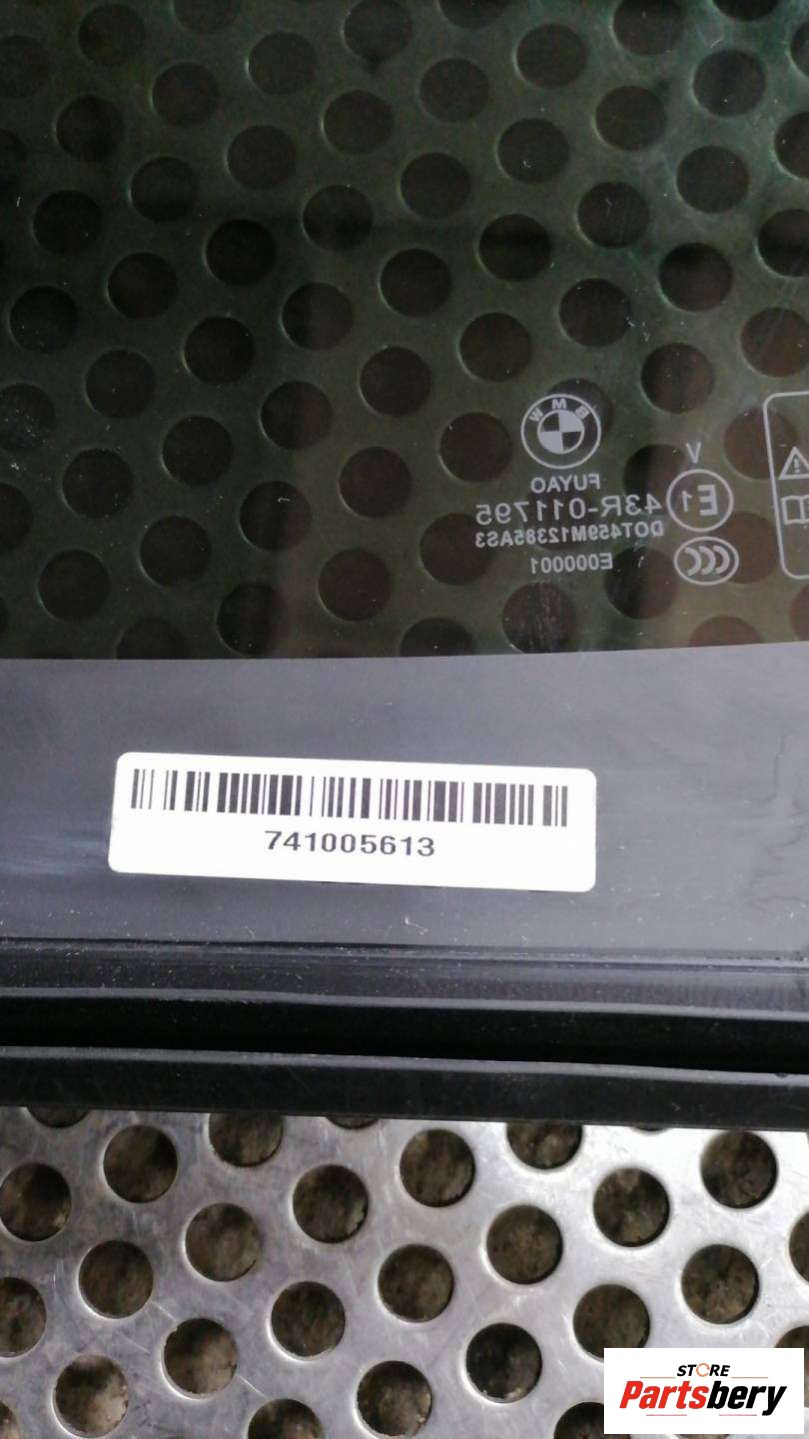 BMW
FUYAO
V
E1
43R-011795
DOT459M12385AS3
CCC
E000001
741005613
STORE
Partsbery